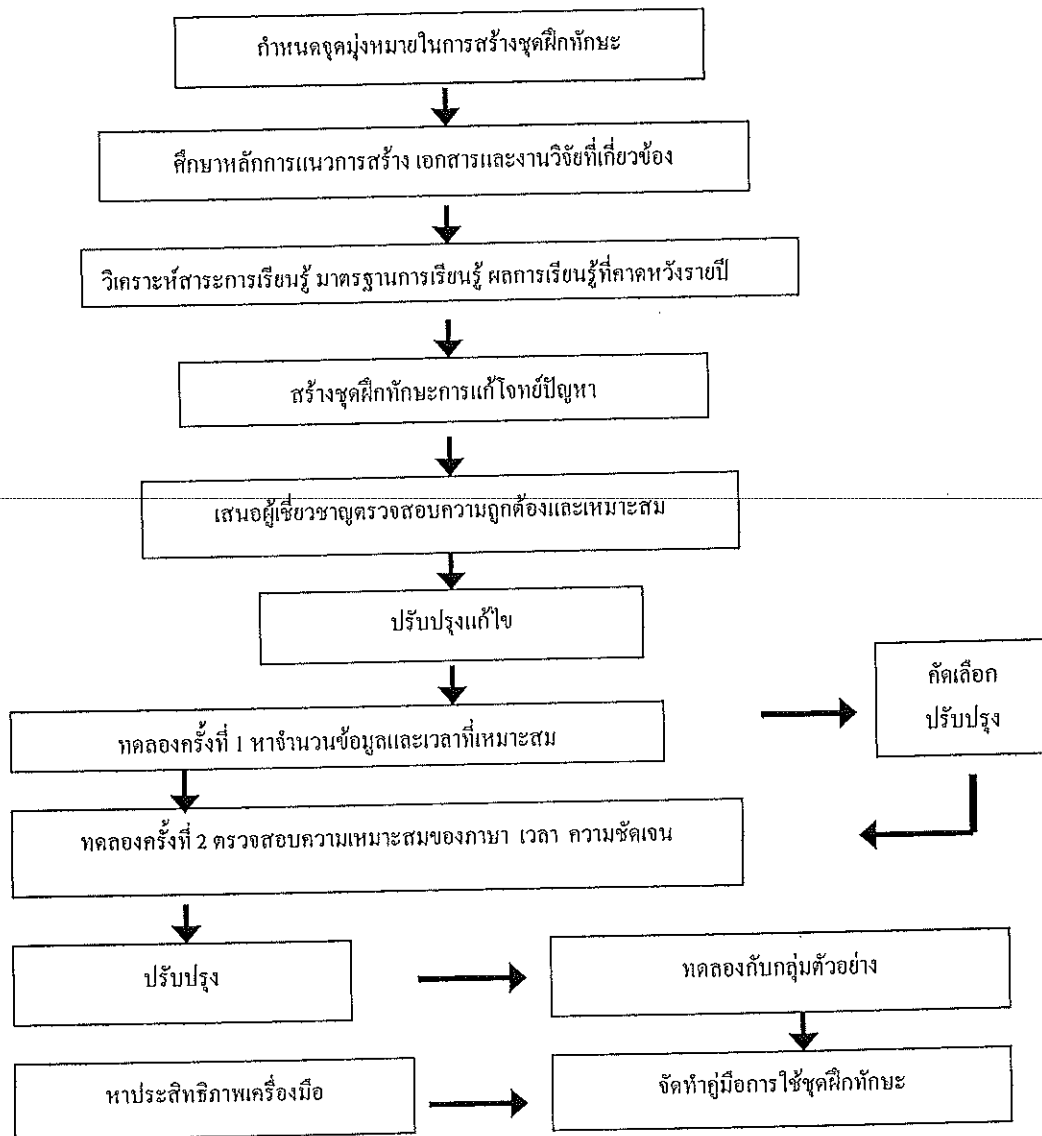 กำหนดจุดมุ่งหมายในการสร้างชุดฝึกทักษะ
ศึกษาหลักการแนวการสร้าง เอกสารและงานวิจัยที่เกี่ยวข้อง
วิเคราะห์สาระการเรียนรู้ มาตรฐานการเรียนรู้ ผลการเรียนรู้ที่คาดหวังรายปี
สร้างชุดฝึกทักษะการแก้โจทย์ปัญหา
เสนอผู้เชี่ยวชาญตรวจสอบความถูกต้องและเหมาะสม
ปรับปรุงแก้ไข
คัดเลือก
ปรับปรุง
ทดลองครั้งที่ 1 หาจำนวนข้อมูลและเวลาที่เหมาะสม
ทดลองครั้งที่ 2 ตรวจสอบความเหมาะสมของภาษา เวลา ความชัดเจน
ปรับปรุง
ทดลองกับกลุ่มตัวอย่าง
หาประสิทธิภาพเครื่องมือ
จัดทำคู่มือการใช้ชุดฝึกทักษะ